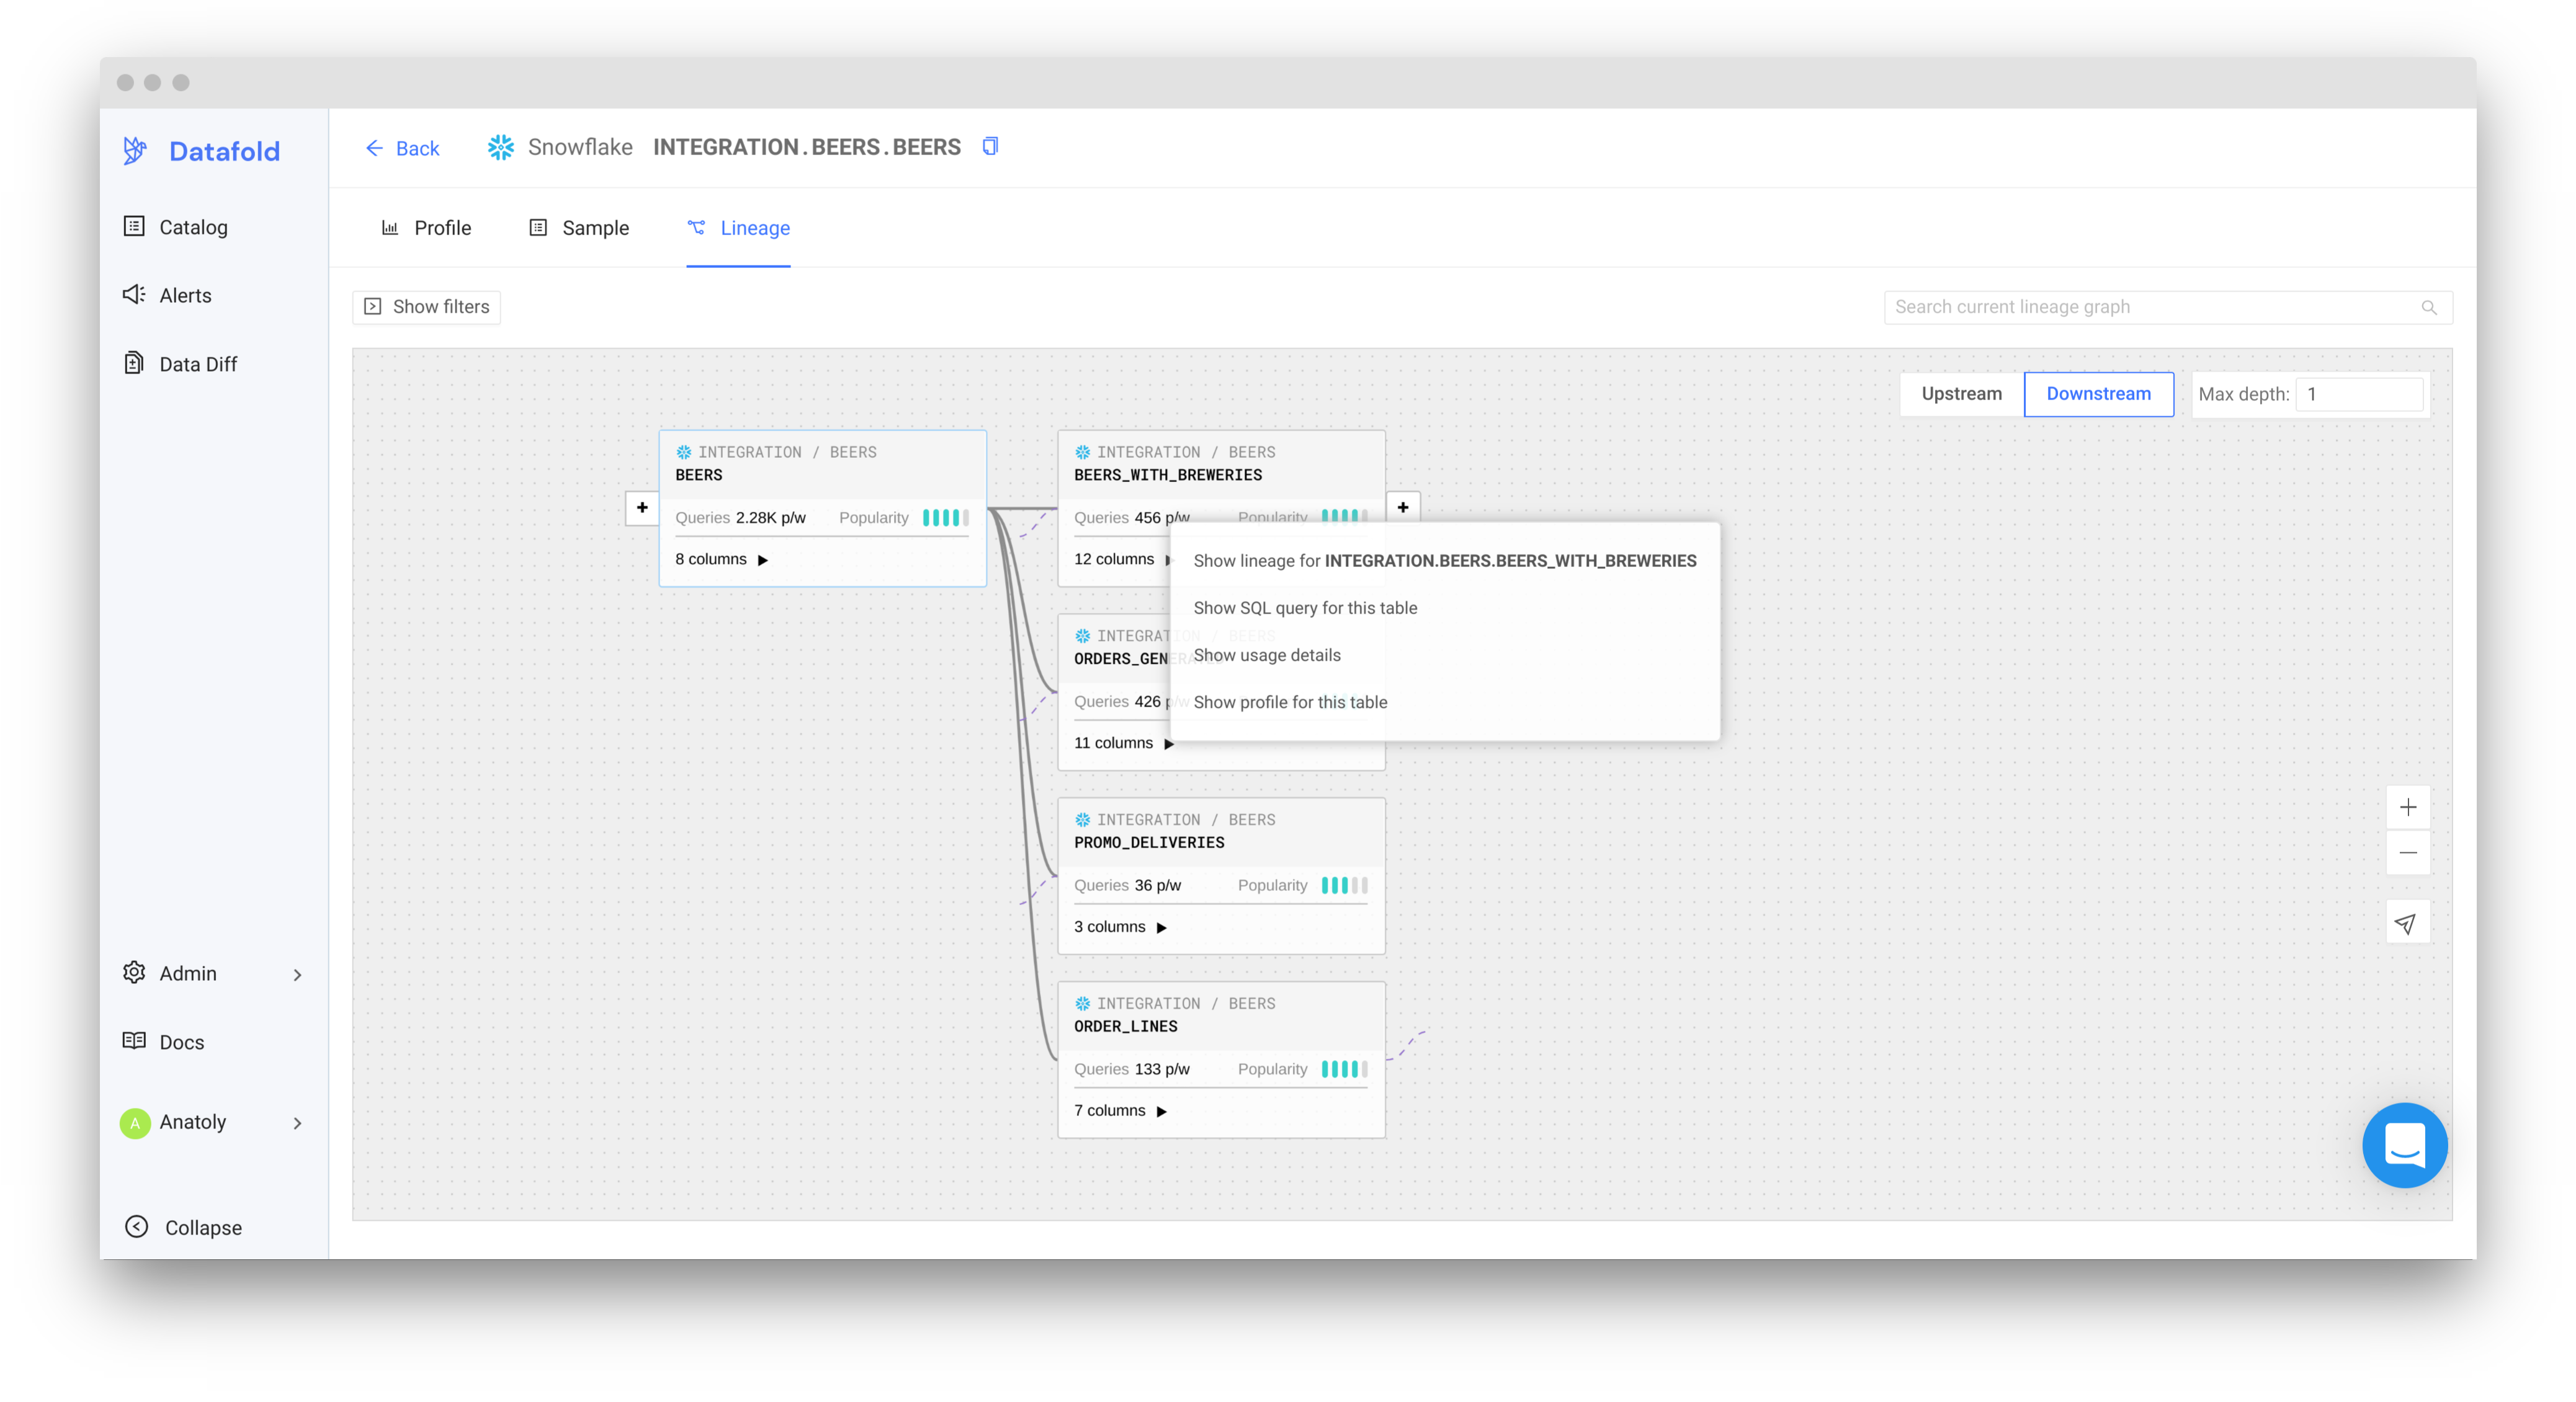 Datafold
Back
Snowflake INTEGRATION.BEERS.BEERS
Catalog
Alerts
Data Diff
Profile
Sample
Lineage
Show filters
Search current lineage graph
Upstream
Downstream
Max depth: 1
INTEGRATION / BEERS
BEERS
+
Queries 2.28K p/w Popularity
8 columns
INTEGRATION / BEERS
BEERS_WITH_BREWERIES
+
Queries 456 p/w Popularity
12 columns
Show lineage for INTEGRATION.BEERS.BEERS_WITH_BREWERIES
Show SQL query for this table
Show usage details
Show profile for this table
INTEGRATION / BEERS
ORDERS_GENERATED
Queries 426 p/w
11 columns
INTEGRATION / BEERS
PROMO_DELIVERIES
Queries 36 p/w Popularity
3 columns
INTEGRATION / BEERS
ORDER_LINES
Queries 133 p/w Popularity
7 columns
Admin
Docs
A Anatoly
Collapse